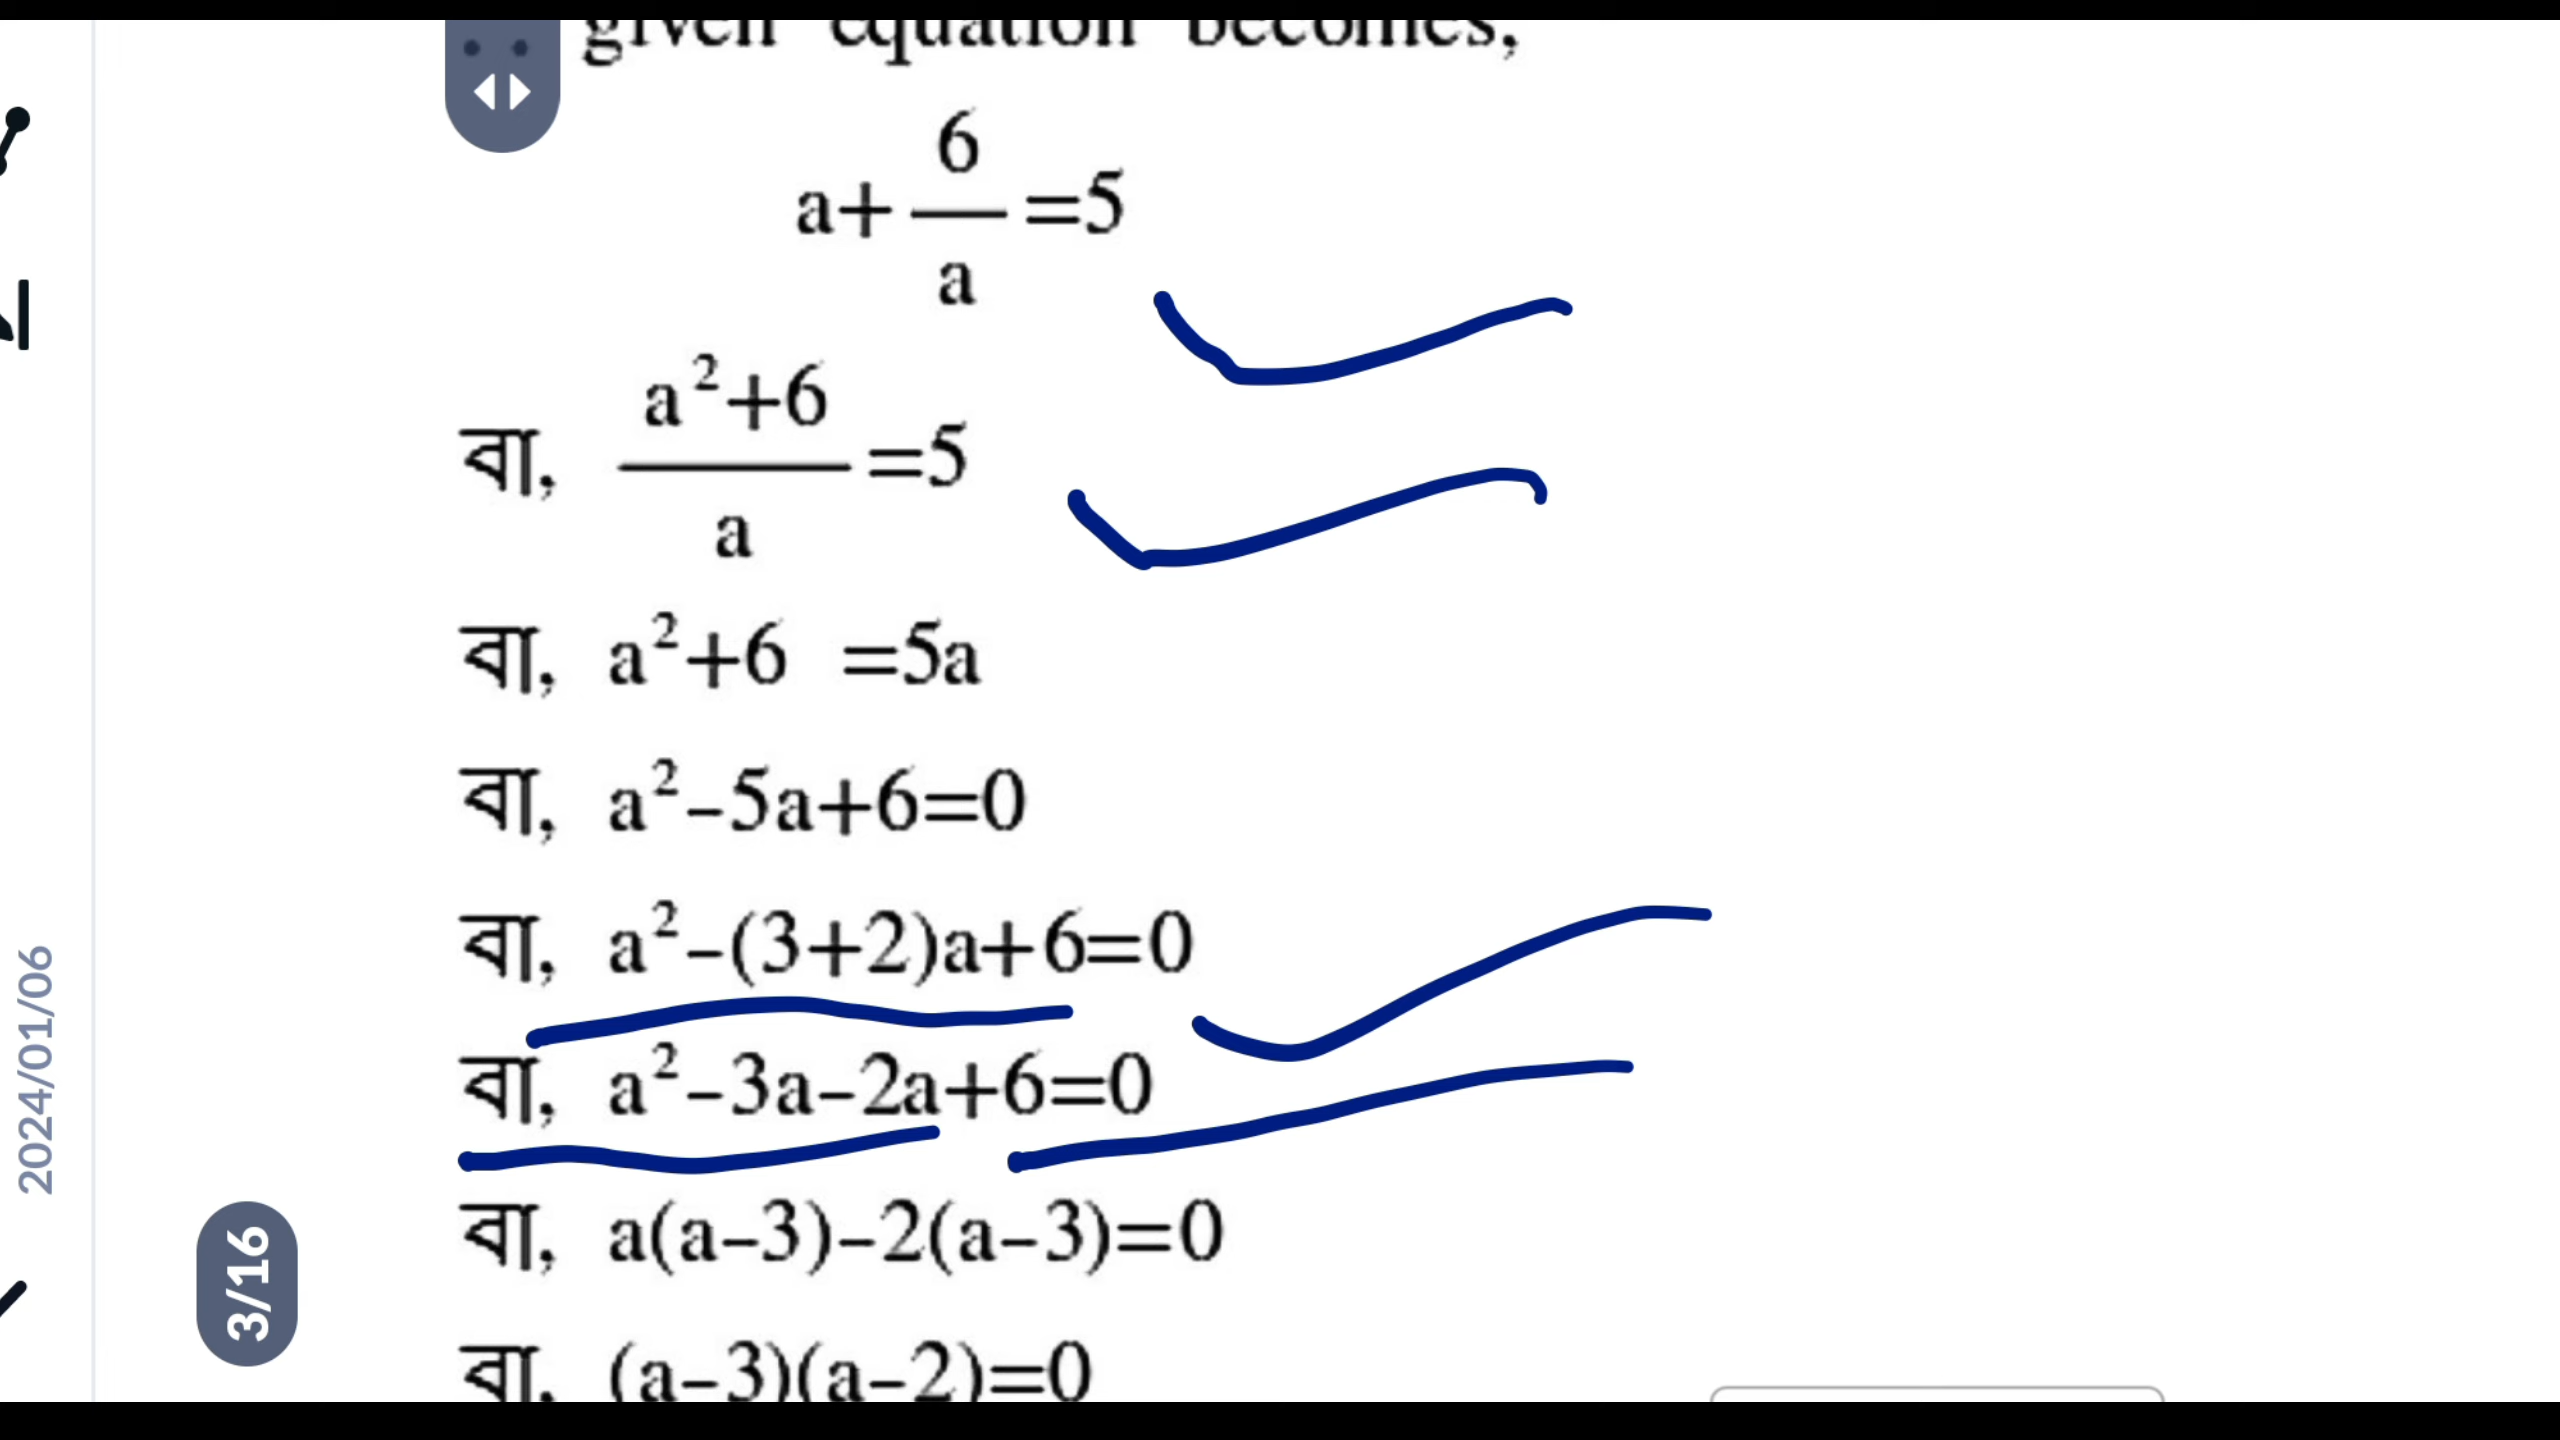 given equation becomes,
a+6/a=5
বা, a²+6/a=5
বা, a²+6 =5a
বা, a²–5a+6=0
বা, a²–(3+2)a+6=0
বা, a²–3a–2a+6=0
বা, a(a–3)–2(a–3)=0
বা, (a–3)(a–2)=0
2024/01/06
3/16